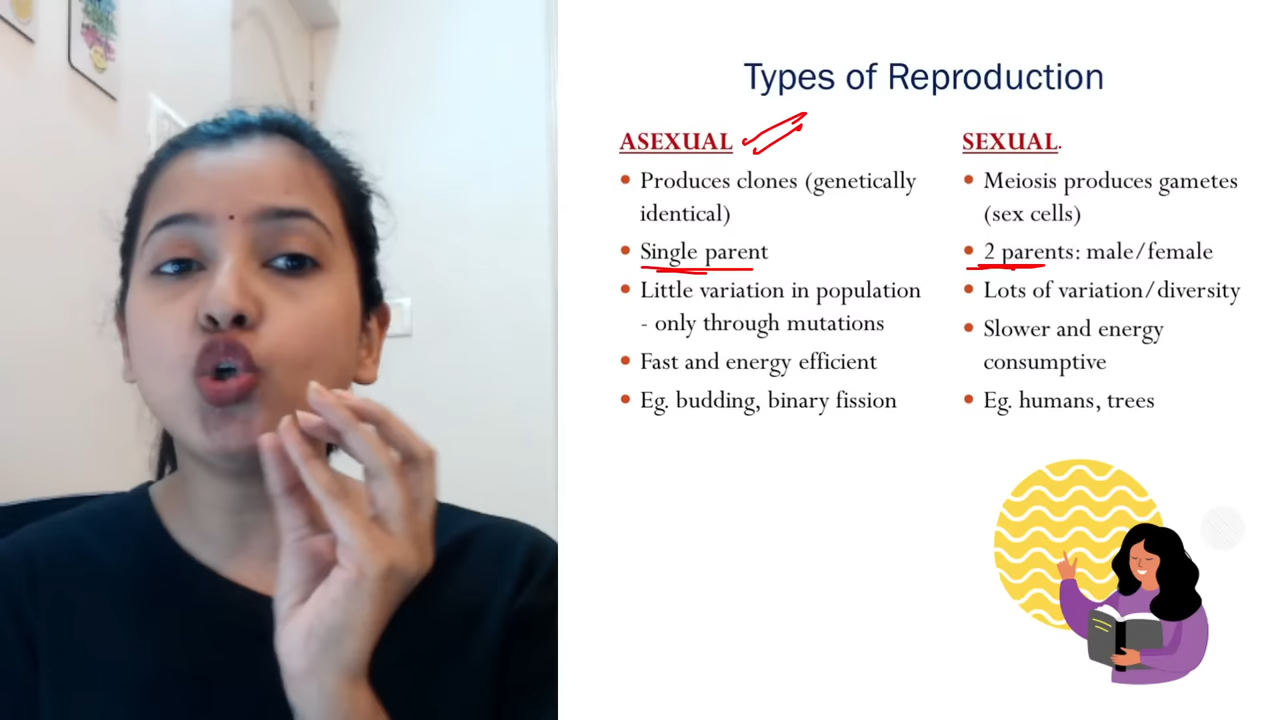 Types of Reproduction
ASEXUAL
Produces clones (genetically
identical)
Single parent
Little variation in population
- only through mutations
Fast and energy efficient
Eg. budding, binary fission
SEXUAL.
Meiosis produces gametes
(sex cells)
2 parents: male/female
Lots of variation/diversity
Slower and energy
consumptive
Eg. humans, trees